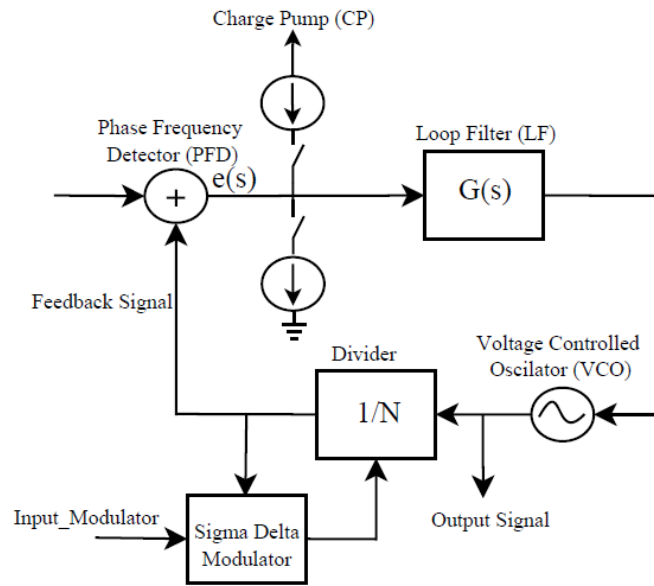 Charge Pump (CP)
Phase Frequency
Detector (PFD)
e(s)
+
Loop Filter (LF)
G(s)
Feedback Signal
Divider
1/N
Voltage Controlled
Oscilator (VCO)
Input_Modulator
Sigma Delta
Modulator
Output Signal